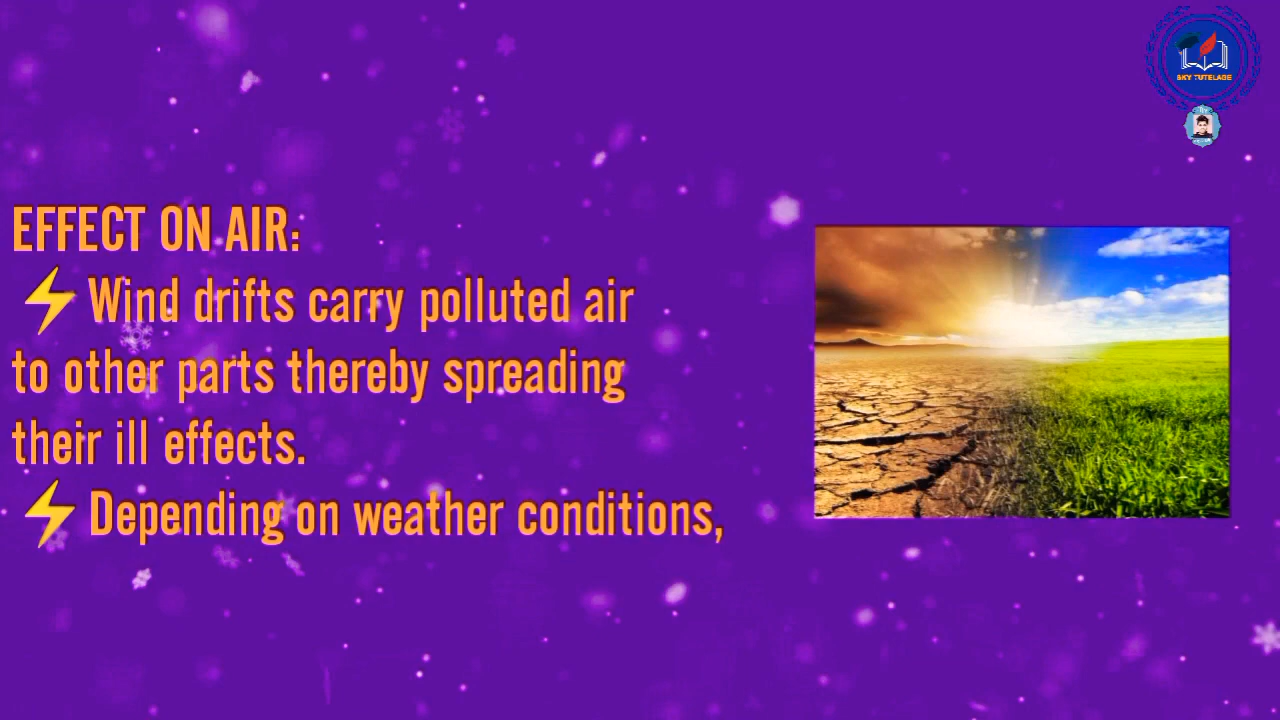 SKY TUTELAGE
EFFECT ON AIR:
⚡Wind drifts carry polluted air
to other parts thereby spreading
their ill effects.
⚡Depending on weather conditions,